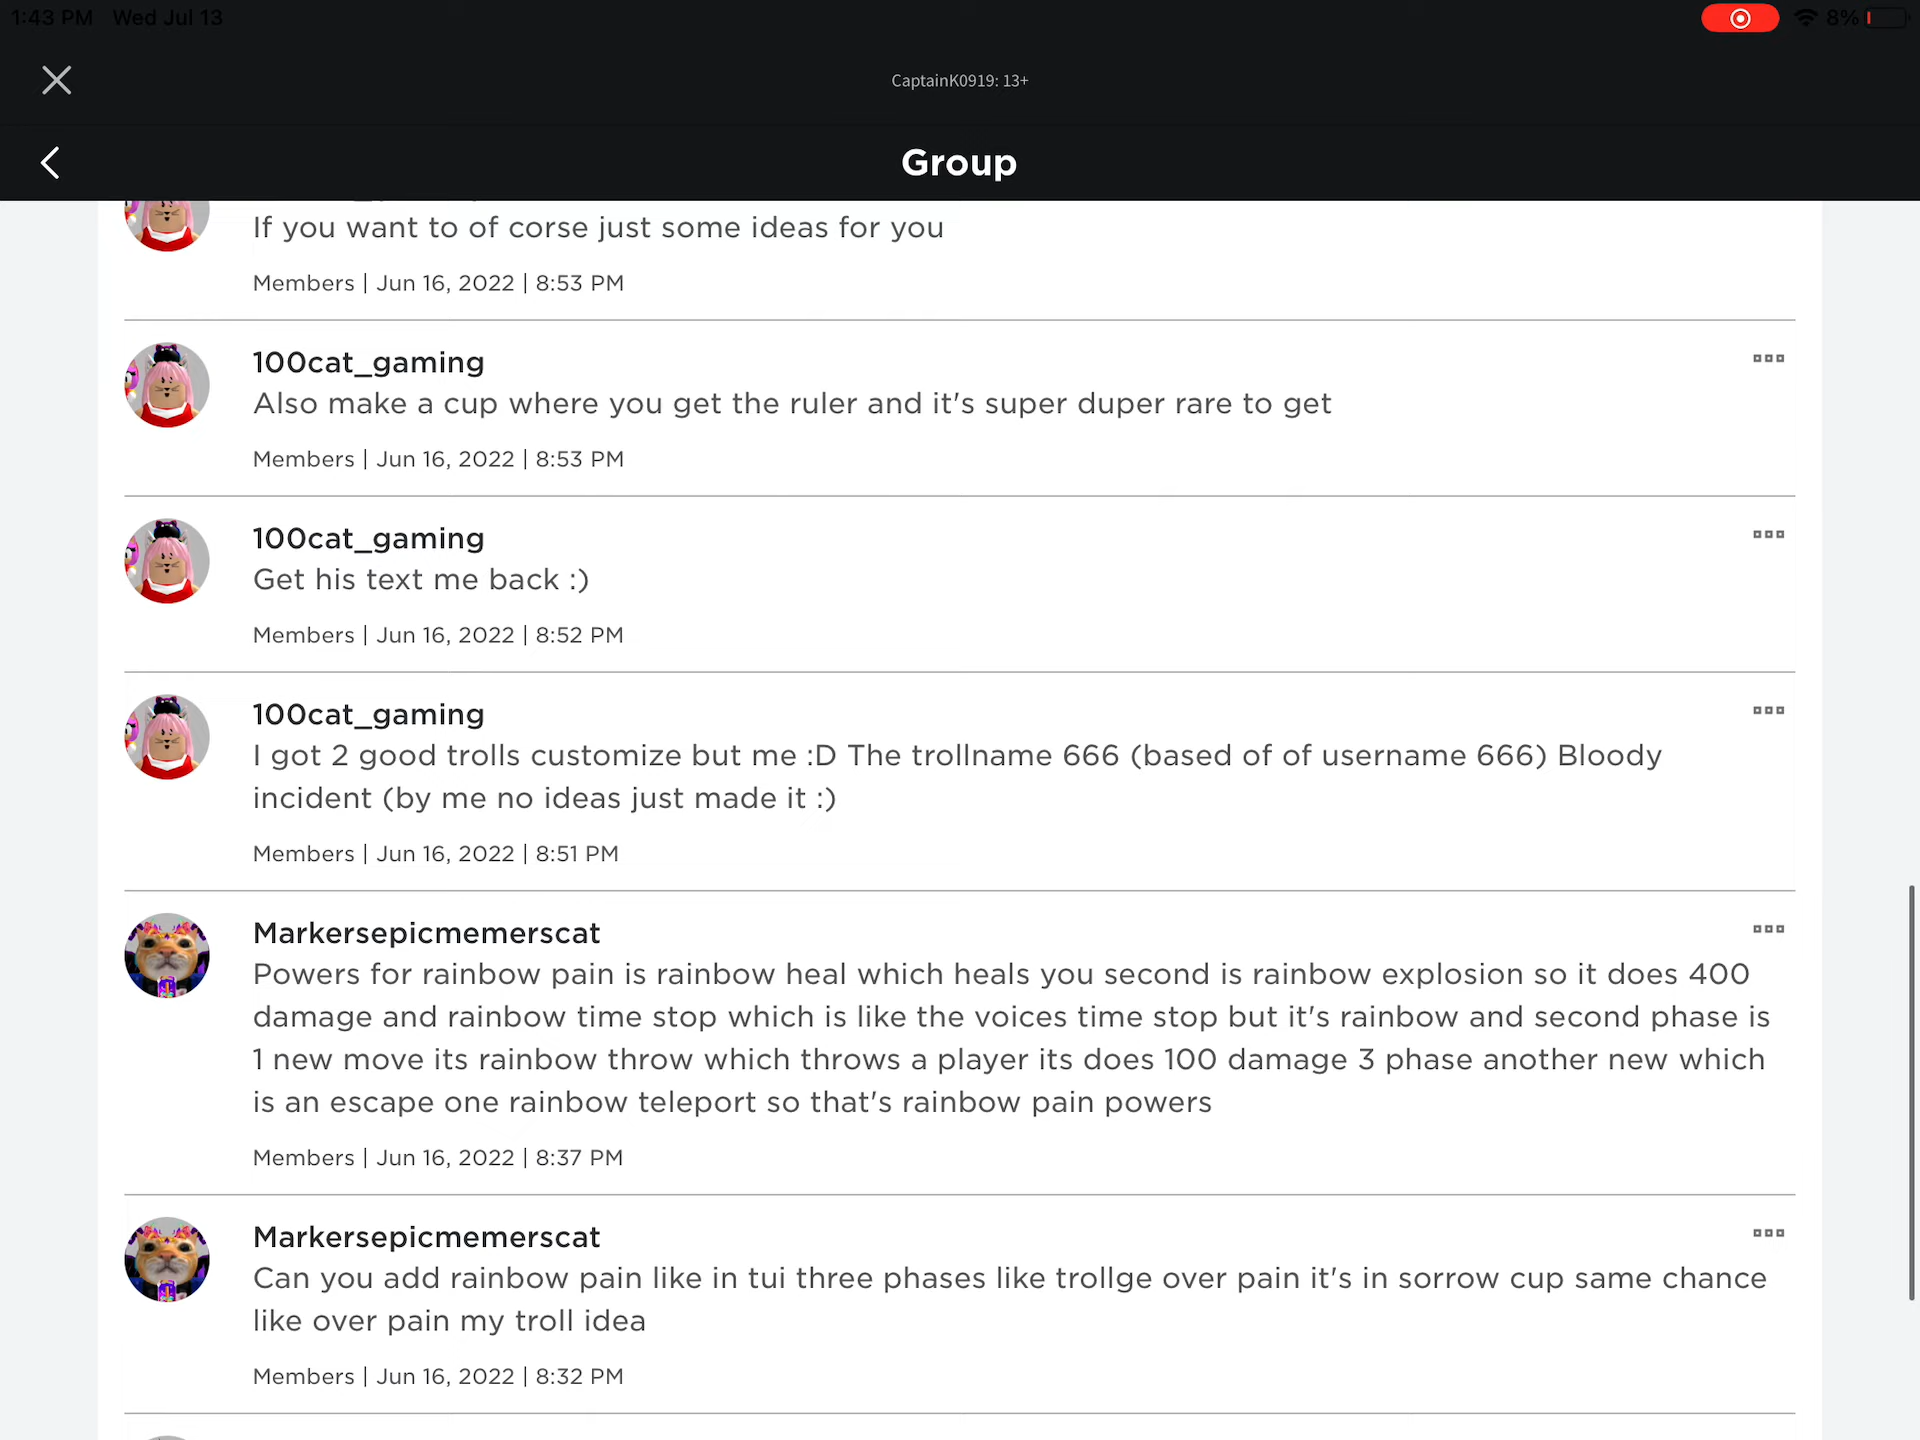 1:43 PM Wed Jul 13
8%
CaptainK0919: 13+
Group
If you want to of corse just some ideas for you
Members | Jun 16, 2022 | 8:53 PM
100cat_gaming
Also make a cup where you get the ruler and it's super duper rare to get
Members | Jun 16, 2022 | 8:53 PM
100cat_gaming
Get his text me back :)
Members | Jun 16, 2022 | 8:52 PM
100cat_gaming
I got 2 good trolls customize but me :D The trollname 666 (based of of username 666) Bloody
incident (by me no ideas just made it :)
Members | Jun 16, 2022 | 8:51 PM
Markersepicmemerscat
Powers for rainbow pain is rainbow heal which heals you second is rainbow explosion so it does 400
damage and rainbow time stop which is like the voices time stop but it's rainbow and second phase is
1 new move its rainbow throw which throws a player its does 100 damage 3 phase another new which
is an escape one rainbow teleport so that's rainbow pain powers
Members | Jun 16, 2022 | 8:37 PM
Markersepicmemerscat
Can you add rainbow pain like in tui three phases like trollge over pain it's in sorrow cup same chance
like over pain my troll idea
Members | Jun 16, 2022 | 8:32 PM